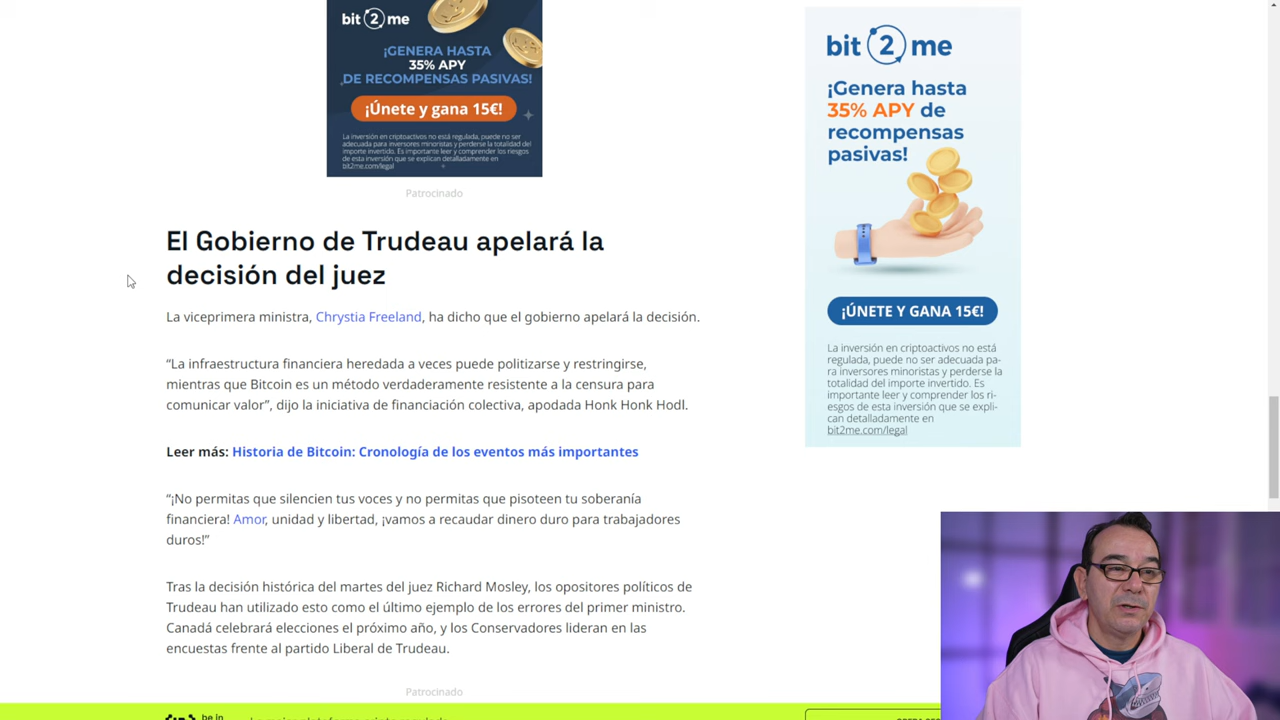 bit 2 me
¡GENERA HASTA
35% APY
DE RECOMPENSAS PASIVAS!
¡Únete y gana 15€!
La inversión en criptoactivos no está regulada, puede no ser
adecuada para inversores minoristas y perderse la totalidad del
importe invertido. Es importante leer y comprender los riesgos
de esta inversión que se explican detalladamente en
bit2me.com/legal
Patrocinado
El Gobierno de Trudeau apelará la
decisión del juez
La viceprimera ministra, Chrystia Freeland, ha dicho que el gobierno apelará la decisión.
“La infraestructura financiera heredada a veces puede politizarse y restringirse,
mientras que Bitcoin es un método verdaderamente resistente a la censura para
comunicar valor”, dijo la iniciativa de financiación colectiva, apodada Honk Honk Hodl.
Leer más: Historia de Bitcoin: Cronología de los eventos más importantes
“¡No permitas que silencien tus voces y no permitas que pisoteen tu soberanía
financiera! Amor, unidad y libertad, ¡vamos a recaudar dinero duro para trabajadores
duros!”
Tras la decisión histórica del martes del juez Richard Mosley, los opositores políticos de
Trudeau han utilizado esto como el último ejemplo de los errores del primer ministro.
Canadá celebrará elecciones el próximo año, y los Conservadores lideran en las
encuestas frente al partido Liberal de Trudeau.
Patrocinado
be in
bit 2 me
¡Genera hasta
35% APY de
recompensas
pasivas!
¡ÚNETE Y GANA 15€!
La inversión en criptoactivos no está
regulada, puede no ser adecuada pa-
ra inversores minoristas y perderse la
totalidad del importe invertido. Es
importante leer y comprender los ri-
esgos de esta inversión que se expli-
can detalladamente en
bit2me.com/legal